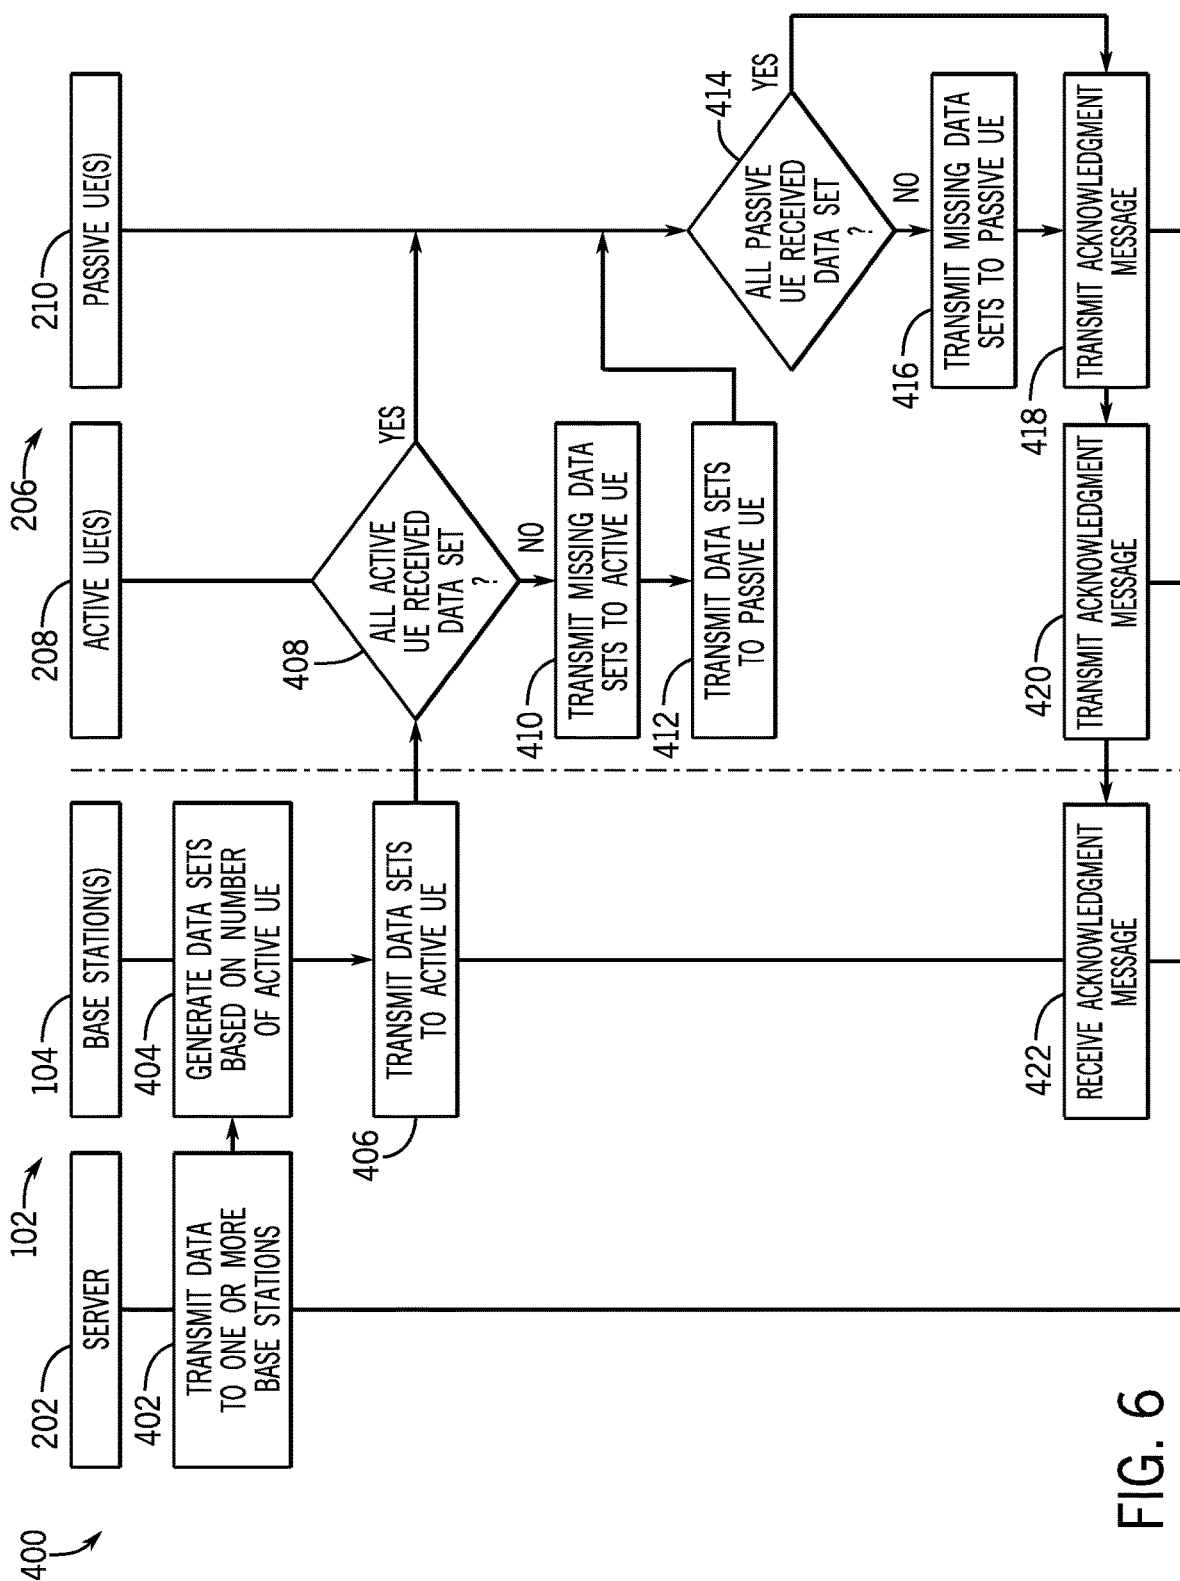 400
102
206
202
SERVER
104
BASE STATION(S)
208
ACTIVE UE(S)
210
PASSIVE UE(S)
402
TRANSMIT DATA
TO ONE OR MORE
BASE STATIONS
404
GENERATE DATA SETS
BASED ON NUMBER
OF ACTIVE UE
406
TRANSMIT DATA SETS
TO ACTIVE UE
408
ALL ACTIVE
UE RECEIVED
DATA SET
?
YES
NO
410
TRANSMIT MISSING DATA
SETS TO ACTIVE UE
412
TRANSMIT DATA SETS
TO PASSIVE UE
414
ALL PASSIVE
UE RECEIVED
DATA SET
?
YES
NO
416
TRANSMIT MISSING DATA
SETS TO PASSIVE UE
418
TRANSMIT ACKNOWLEDGMENT
MESSAGE
420
TRANSMIT ACKNOWLEDGMENT
MESSAGE
422
RECEIVE ACKNOWLEDGMENT
MESSAGE
FIG. 6